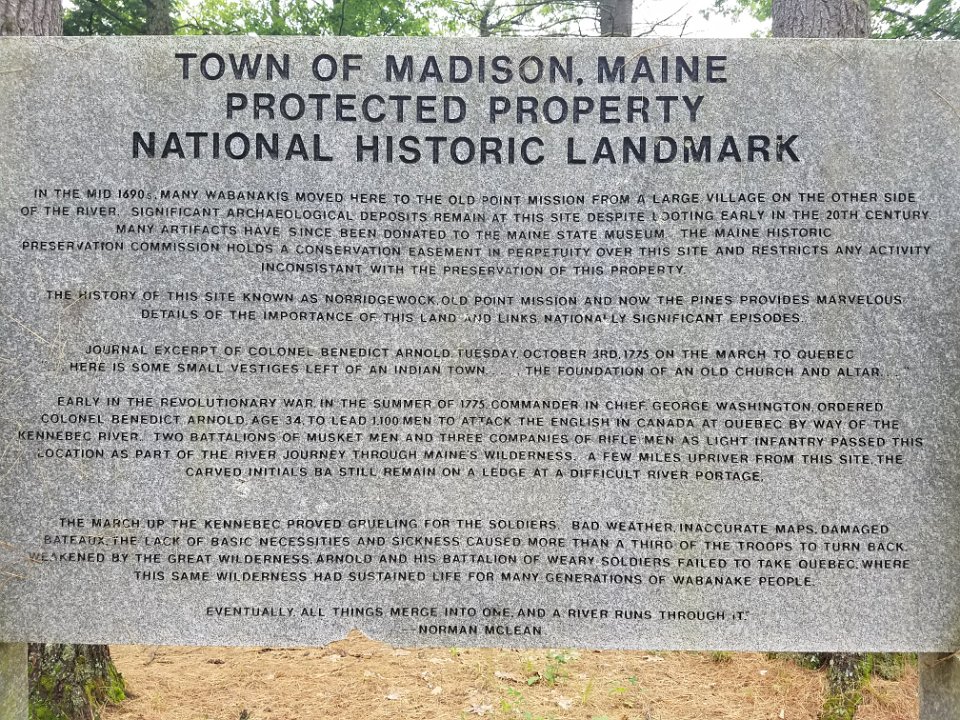 TOWN OF MADISON, MAINE
PROTECTED PROPERTY
NATIONAL HISTORIC LANDMARK
IN THE MID 1690s, MANY WABANAKIS MOVED HERE TO THE OLD POINT MISSION FROM A LARGE VILLAGE ON THE OTHER SIDE
OF THE RIVER. SIGNIFICANT ARCHAEOLOGICAL DEPOSITS REMAIN AT THIS SITE DESPITE LOOTING EARLY IN THE 20TH CENTURY.
MANY ARTIFACTS HAVE SINCE BEEN DONATED TO THE MAINE STATE MUSEUM. THE MAINE HISTORIC
PRESERVATION COMMISSION HOLDS A CONSERVATION EASEMENT IN PERPETUITY OVER THIS SITE AND RESTRICTS ANY ACTIVITY
INCONSISTANT WITH THE PRESERVATION OF THIS PROPERTY.
THE HISTORY OF THIS SITE KNOWN AS NORRIDGEWOCK, OLD POINT MISSION AND NOW THE PINES PROVIDES MARVELOUS
DETAILS OF THE IMPORTANCE OF THIS LAND AND LINKS NATIONALLY SIGNIFICANT EPISODES.
JOURNAL EXCERPT OF COLONEL BENEDICT ARNOLD, TUESDAY, OCTOBER 3RD, 1775, ON THE MARCH TO QUEBEC
"...HERE IS SOME SMALL VESTIGES LEFT OF AN INDIAN TOWN.... THE FOUNDATION OF AN OLD CHURCH AND ALTAR...."
EARLY IN THE REVOLUTIONARY WAR, IN THE SUMMER OF 1775, COMMANDER IN CHIEF, GEORGE WASHINGTON, ORDERED
COLONEL BENEDICT ARNOLD, AGE 34, TO LEAD 1,100 MEN TO ATTACK THE ENGLISH IN CANADA AT QUEBEC BY WAY OF THE
KENNEBEC RIVER. TWO BATTALIONS OF MUSKET MEN AND THREE COMPANIES OF RIFLE MEN AS LIGHT INFANTRY PASSED THIS
LOCATION AS PART OF THE RIVER JOURNEY THROUGH MAINE'S WILDERNESS. A FEW MILES UPRIVER FROM THIS SITE, THE
CARVED INITIALS BA STILL REMAIN ON A LEDGE AT A DIFFICULT RIVER PORTAGE.
THE MARCH UP THE KENNEBEC PROVED GRUELING FOR THE SOLDIERS. BAD WEATHER, INACCURATE MAPS, DAMAGED
BATEAUX, THE LACK OF BASIC NECESSITIES AND SICKNESS CAUSED MORE THAN A THIRD OF THE TROOPS TO TURN BACK.
WEAKENED BY THE GREAT WILDERNESS, ARNOLD AND HIS BATTALION OF WEARY SOLDIERS FAILED TO TAKE QUEBEC, WHERE
THIS SAME WILDERNESS HAD SUSTAINED LIFE FOR MANY GENERATIONS OF WABANAKE PEOPLE.
EVENTUALLY, ALL THINGS MERGE INTO ONE, AND A RIVER RUNS THROUGH IT."
--NORMAN MCLEAN